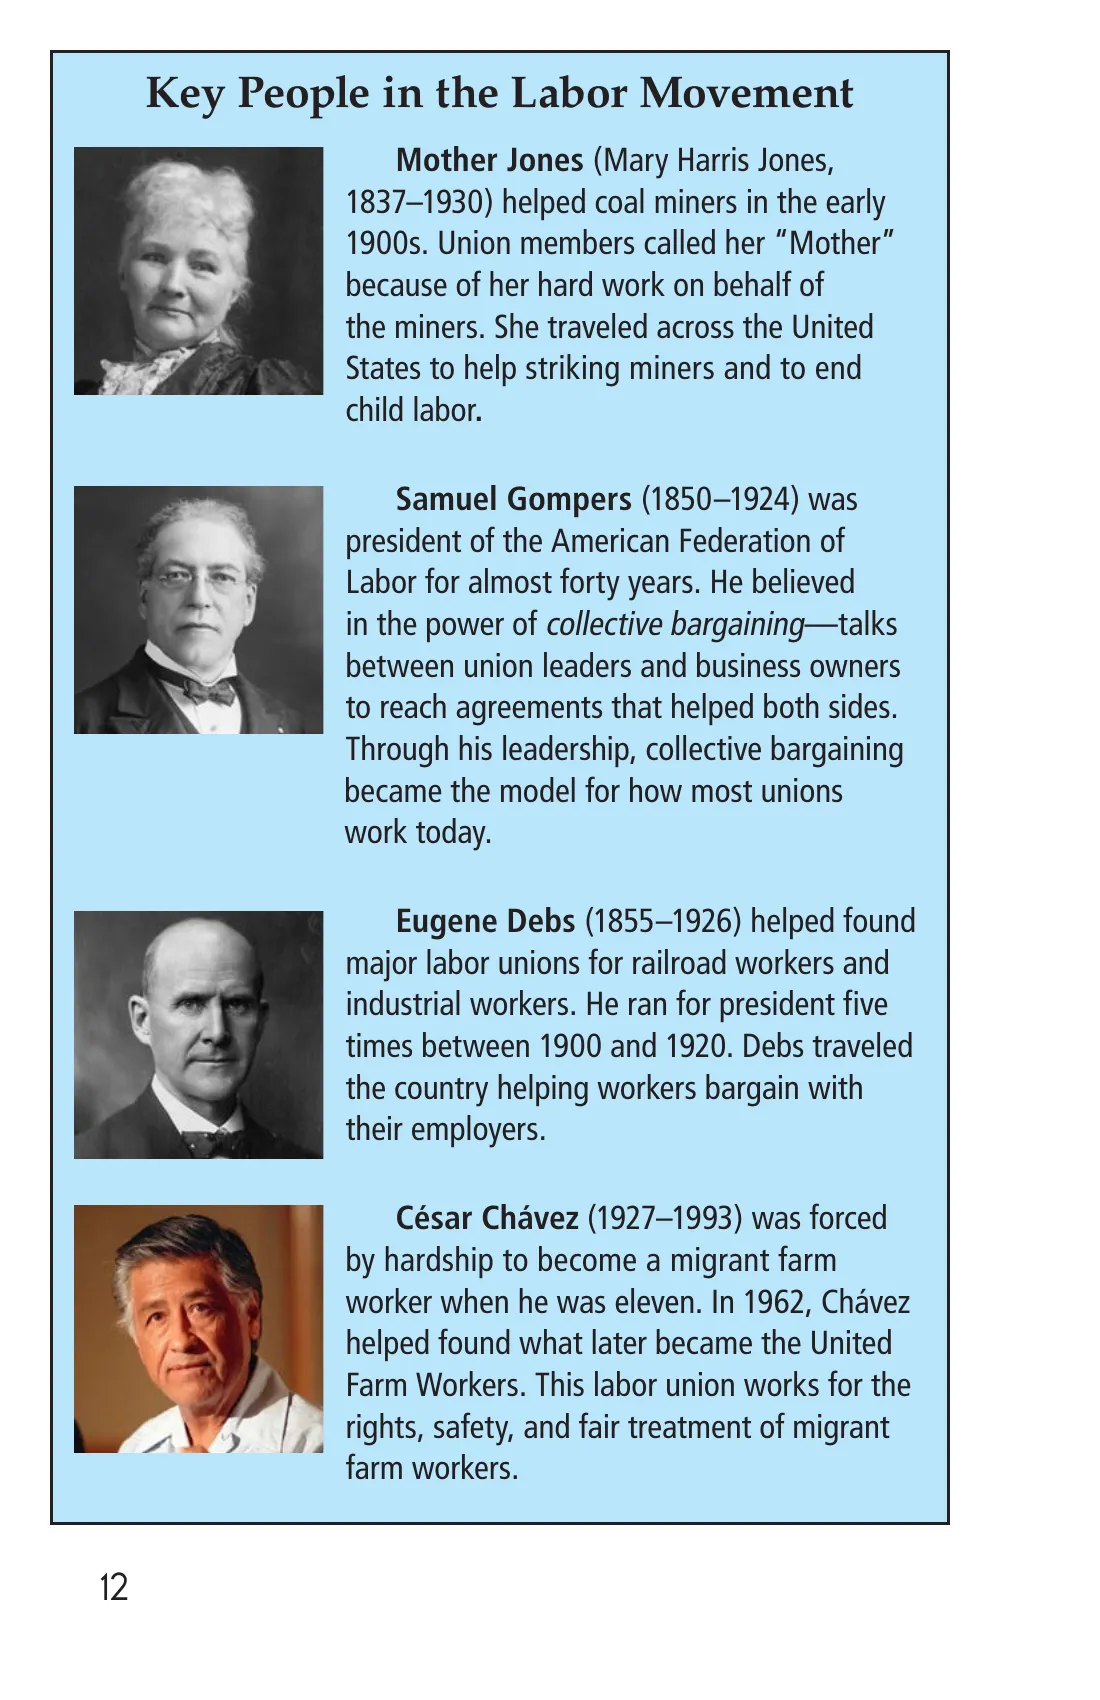 Key People in the Labor Movement
Mother Jones (Mary Harris Jones,
1837–1930) helped coal miners in the early
1900s. Union members called her “Mother”
because of her hard work on behalf of
the miners. She traveled across the United
States to help striking miners and to end
child labor.
Samuel Gompers (1850–1924) was
president of the American Federation of
Labor for almost forty years. He believed
in the power of collective bargaining—talks
between union leaders and business owners
to reach agreements that helped both sides.
Through his leadership, collective bargaining
became the model for how most unions
work today.
Eugene Debs (1855–1926) helped found
major labor unions for railroad workers and
industrial workers. He ran for president five
times between 1900 and 1920. Debs traveled
the country helping workers bargain with
their employers.
César Chávez (1927–1993) was forced
by hardship to become a migrant farm
worker when he was eleven. In 1962, Chávez
helped found what later became the United
Farm Workers. This labor union works for the
rights, safety, and fair treatment of migrant
farm workers.
12